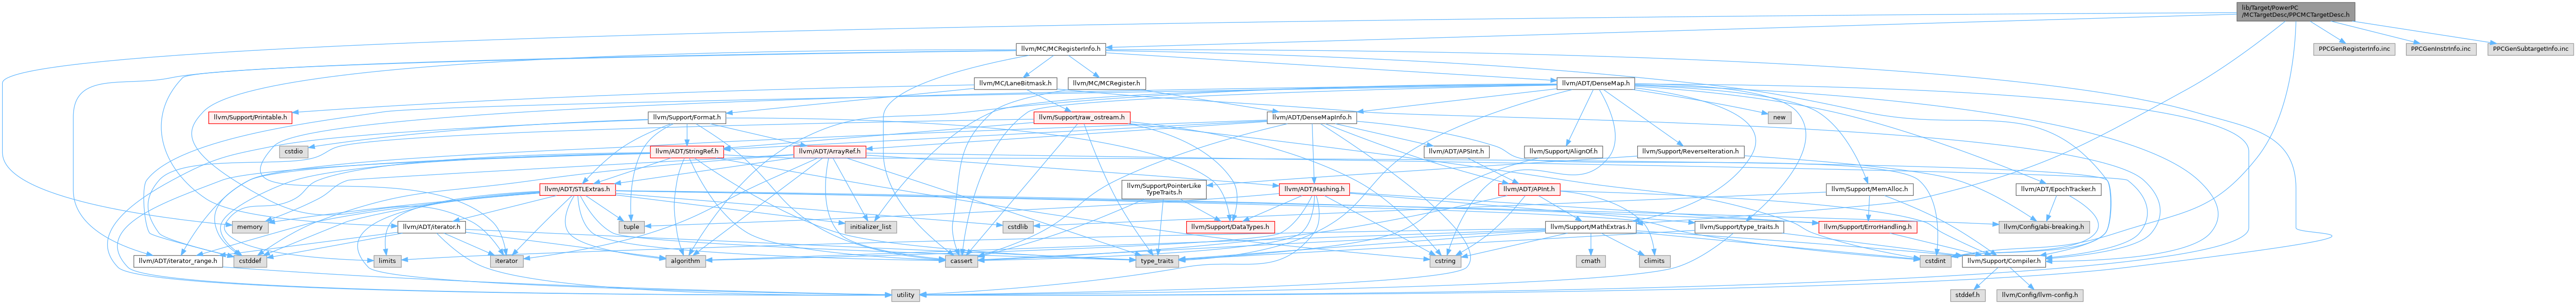 lib/Target/PowerPC
/MCTargetDesc/PPCMCTargetDesc.h
llvm/MC/MCRegisterInfo.h
PPCGenRegisterInfo.inc
PPCGenInstrInfo.inc
PPCGenSubtargetInfo.inc
llvm/MC/LaneBitmask.h
llvm/MC/MCRegister.h
llvm/ADT/DenseMap.h
llvm/Support/Printable.h
llvm/Support/Format.h
llvm/Support/raw_ostream.h
llvm/ADT/DenseMapInfo.h
new
cstdio
llvm/ADT/StringRef.h
llvm/ADT/ArrayRef.h
llvm/ADT/APSInt.h
llvm/Support/AlignOf.h
llvm/Support/ReverseIteration.h
llvm/ADT/STLExtras.h
llvm/Support/PointerLike
TypeTraits.h
llvm/ADT/Hashing.h
llvm/ADT/APInt.h
llvm/Support/MemAlloc.h
llvm/ADT/EpochTracker.h
memory
llvm/ADT/iterator.h
tuple
initializer_list
cstdlib
llvm/Support/DataTypes.h
llvm/Support/MathExtras.h
llvm/Support/type_traits.h
llvm/Support/ErrorHandling.h
llvm/Config/abi-breaking.h
llvm/ADT/iterator_range.h
cstddef
limits
iterator
algorithm
cassert
type_traits
cstring
cmath
climits
cstdint
llvm/Support/Compiler.h
utility
stddef.h
llvm/Config/llvm-config.h